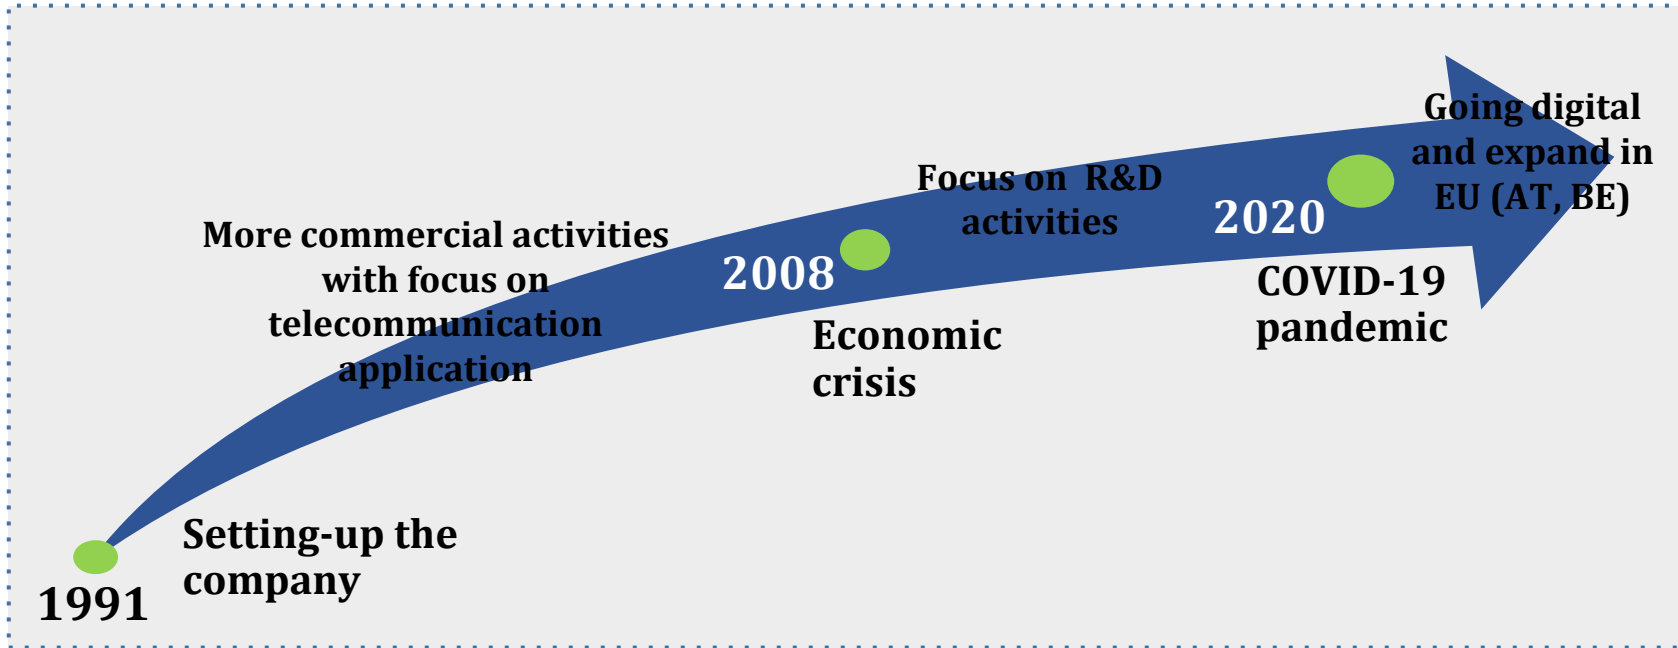 1991
Setting-up the
company
More commercial activities
with focus on
telecommunication
application
2008
Economic
crisis
Focus on R&D
activities
2020
COVID-19
pandemic
Going digital
and expand in
EU (AT, BE)